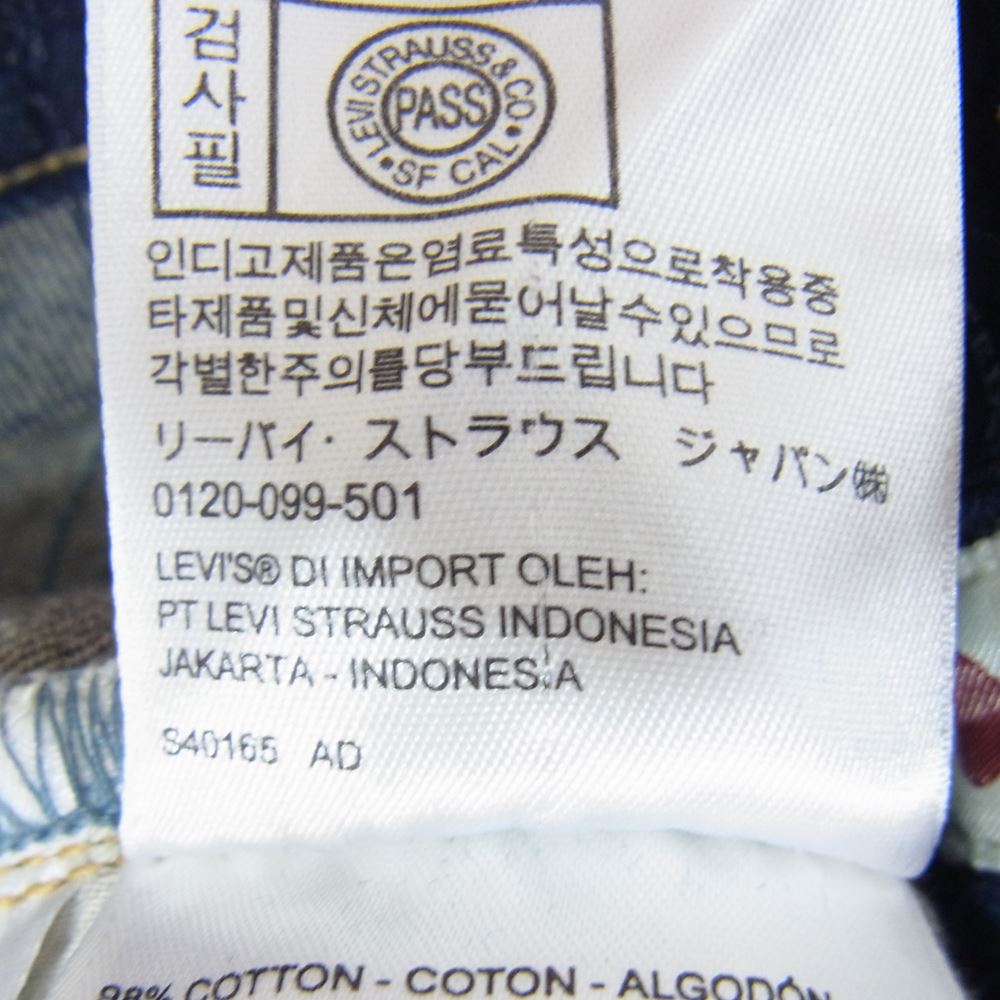 검사필
LEVI STRAUSS & CO
PASS
• SF CAL •
인디고제품은염료특성으로착용중
타제품및신체에묻어날수있으므로
각별한주의를당부드립니다
リーバイ・ストラウス ジャパン㈱
0120-099-501
LEVI'S® DI IMPORT OLEH:
PT LEVI STRAUSS INDONESIA
JAKARTA - INDONESIA
S40165 AD
98% COTTON - COTON - ALGODÓN